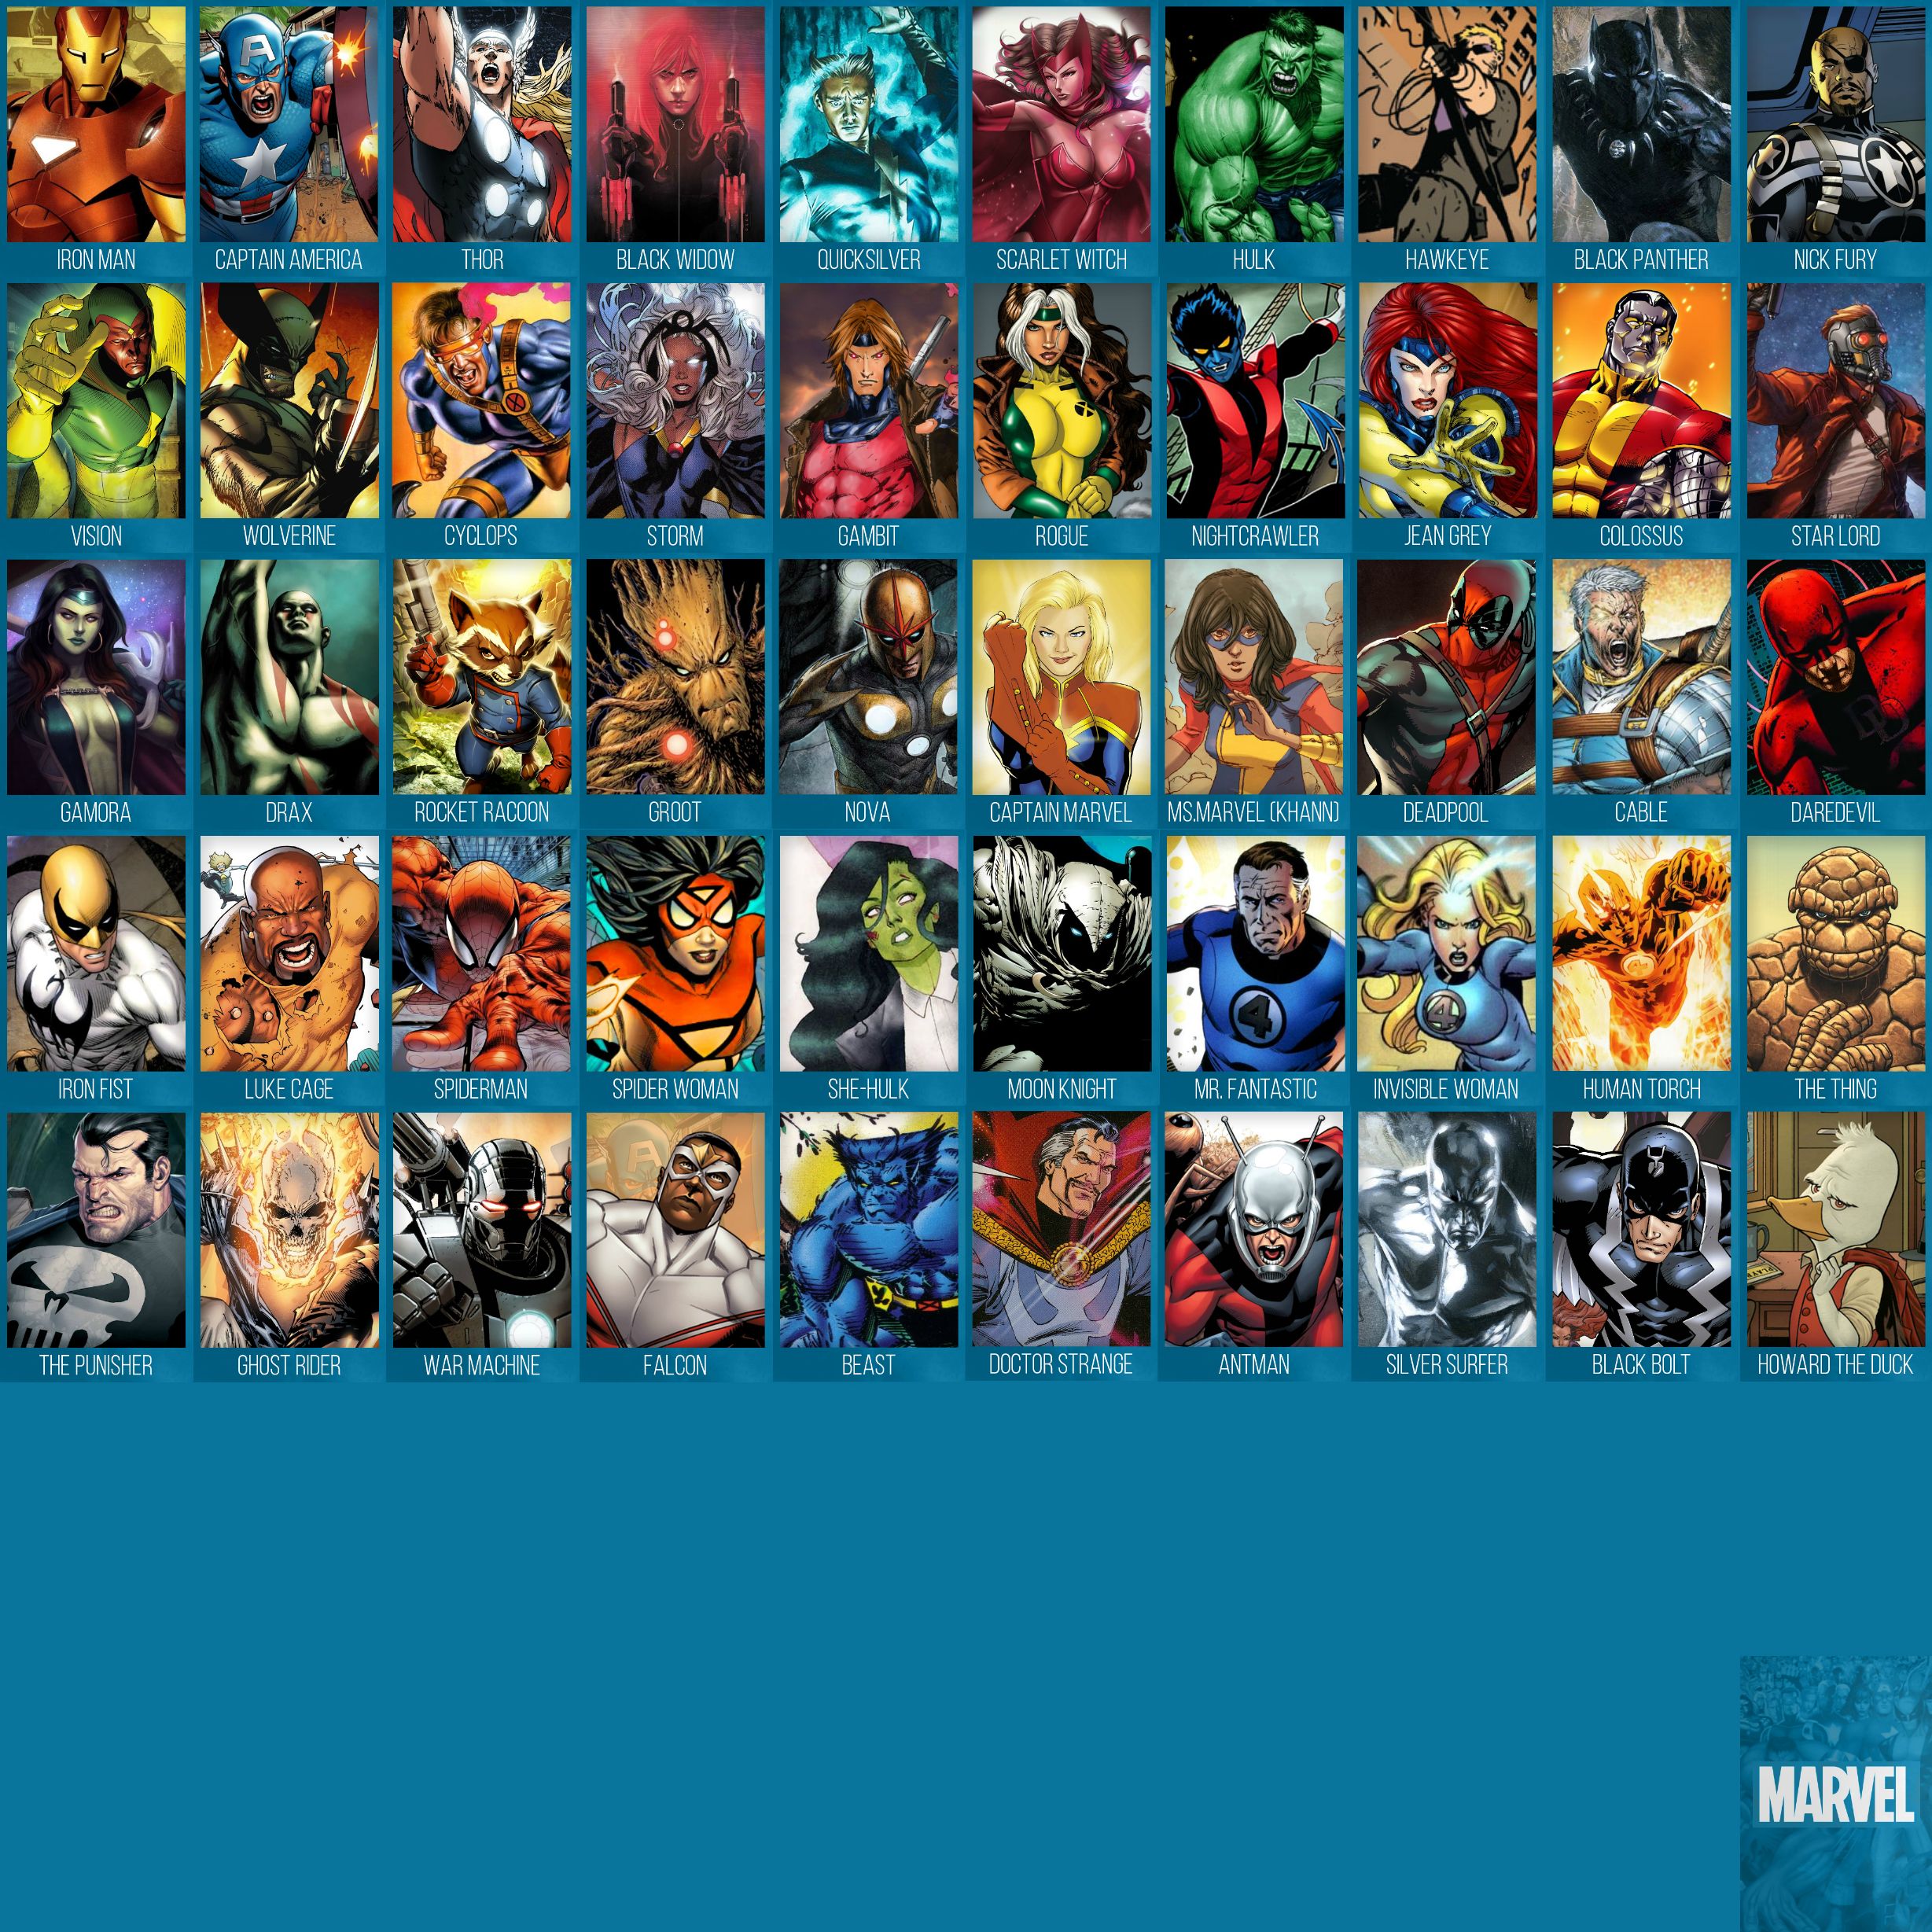 IRON MAN
CAPTAIN AMERICA
THOR
BLACK WIDOW
QUICKSILVER
SCARLET WITCH
HULK
HAWKEYE
BLACK PANTHER
NICK FURY
VISION
WOLVERINE
CYCLOPS
STORM
GAMBIT
ROGUE
NIGHTCRAWLER
JEAN GREY
COLOSSUS
STAR LORD
GAMORA
DRAX
ROCKET RACOON
GROOT
NOVA
CAPTAIN MARVEL
MS.MARVEL (KHANN)
DEADPOOL
CABLE
DAREDEVIL
IRON FIST
LUKE CAGE
SPIDERMAN
SPIDER WOMAN
SHE-HULK
MOON KNIGHT
MR. FANTASTIC
INVISIBLE WOMAN
HUMAN TORCH
THE THING
THE PUNISHER
GHOST RIDER
WAR MACHINE
FALCON
BEAST
DOCTOR STRANGE
ANTMAN
SILVER SURFER
BLACK BOLT
HOWARD THE DUCK
MARVEL